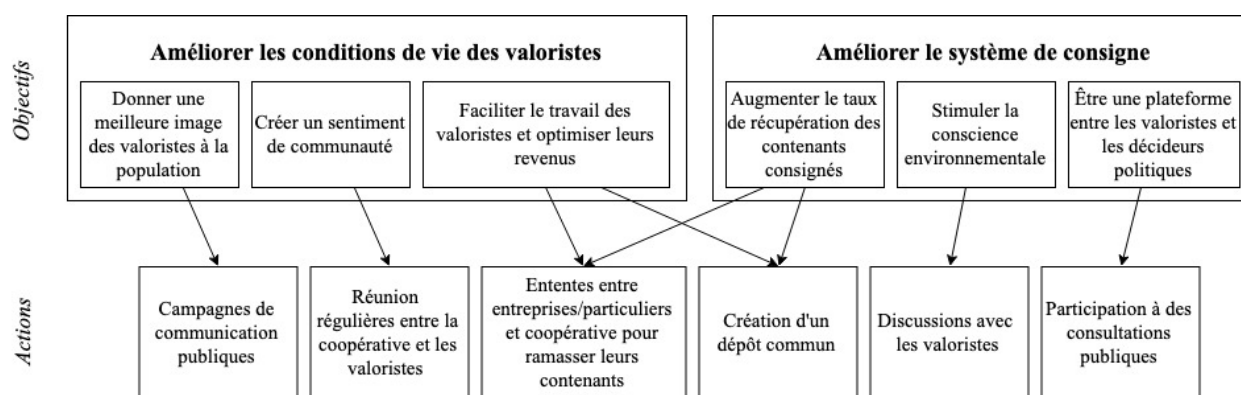 Objectifs
Améliorer les conditions de vie des valoristes
Donner une
meilleure image
des valoristes à la
population
Créer un sentiment
de communauté
Faciliter le travail des
valoristes et optimiser leurs
revenus
Améliorer le système de consigne
Augmenter le taux
de récupération des
contenants
consignés
Stimuler la
conscience
environnementale
Être une plateforme
entre les valoristes et
les décideurs
politiques
Actions
Campagnes de
communication
publiques
Réunion
régulières entre la
coopérative et les
valoristes
Ententes entre
entreprises/particuliers
et coopérative pour
ramasser leurs
contenants
Création d'un
dépôt commun
Discussions avec
les valoristes
Participation à des
consultations
publiques